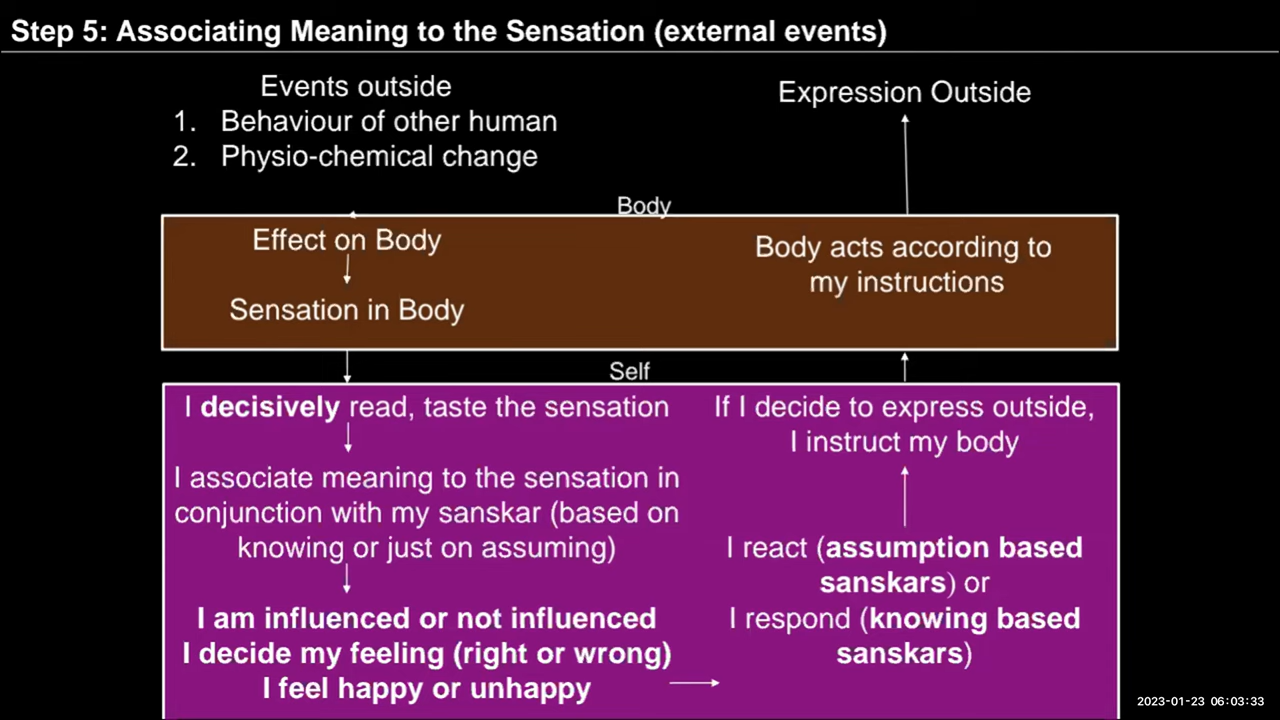 Step 5: Associating Meaning to the Sensation (external events)
Events outside
1. Behaviour of other human
2. Physio-chemical change
Expression Outside
Body
Effect on Body
Sensation in Body
Body acts according to
my instructions
Self
I decisively read, taste the sensation
I associate meaning to the sensation in
conjunction with my sanskar (based on
knowing or just on assuming)
I am influenced or not influenced
I decide my feeling (right or wrong)
I feel happy or unhappy
If I decide to express outside,
I instruct my body
I react (assumption based
sanskars) or
I respond (knowing based
sanskars)
2023-01-23 06:03:33